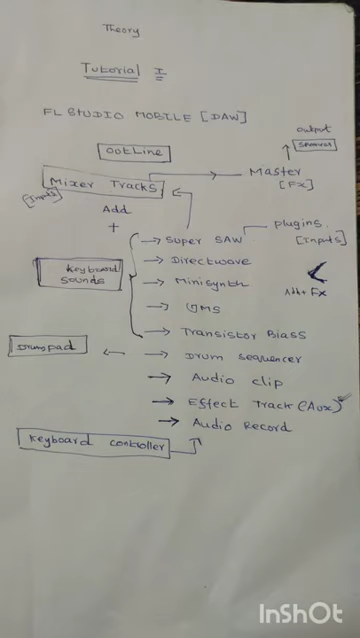 Theory
Tutorial I
FL STUDIO MOBILE [DAW]
OutLine
output
Mixer Tracks
Master
[Inputs]
[Fx]
Add
+
plugins
→ Super SAW
[Inputs]
→ Directwave
Keyboard
Sounds
→ Minisynth
Add + Fx
→ GMS
→ Transistor Biass
Drumpad
← Drum sequencer
→ Audio clip
→ Effect Track (Aux)
→ Audio Record
Keyboard controller
InShOt